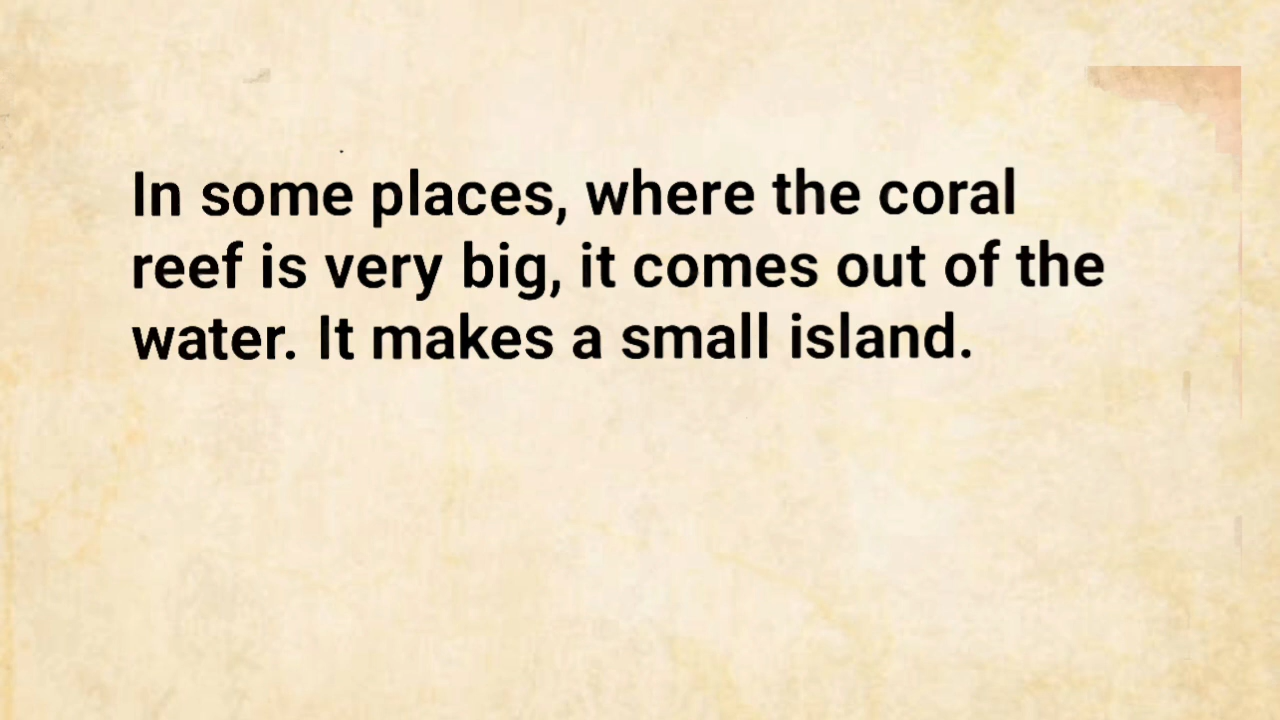 In some places, where the coral
reef is very big, it comes out of the
water. It makes a small island.